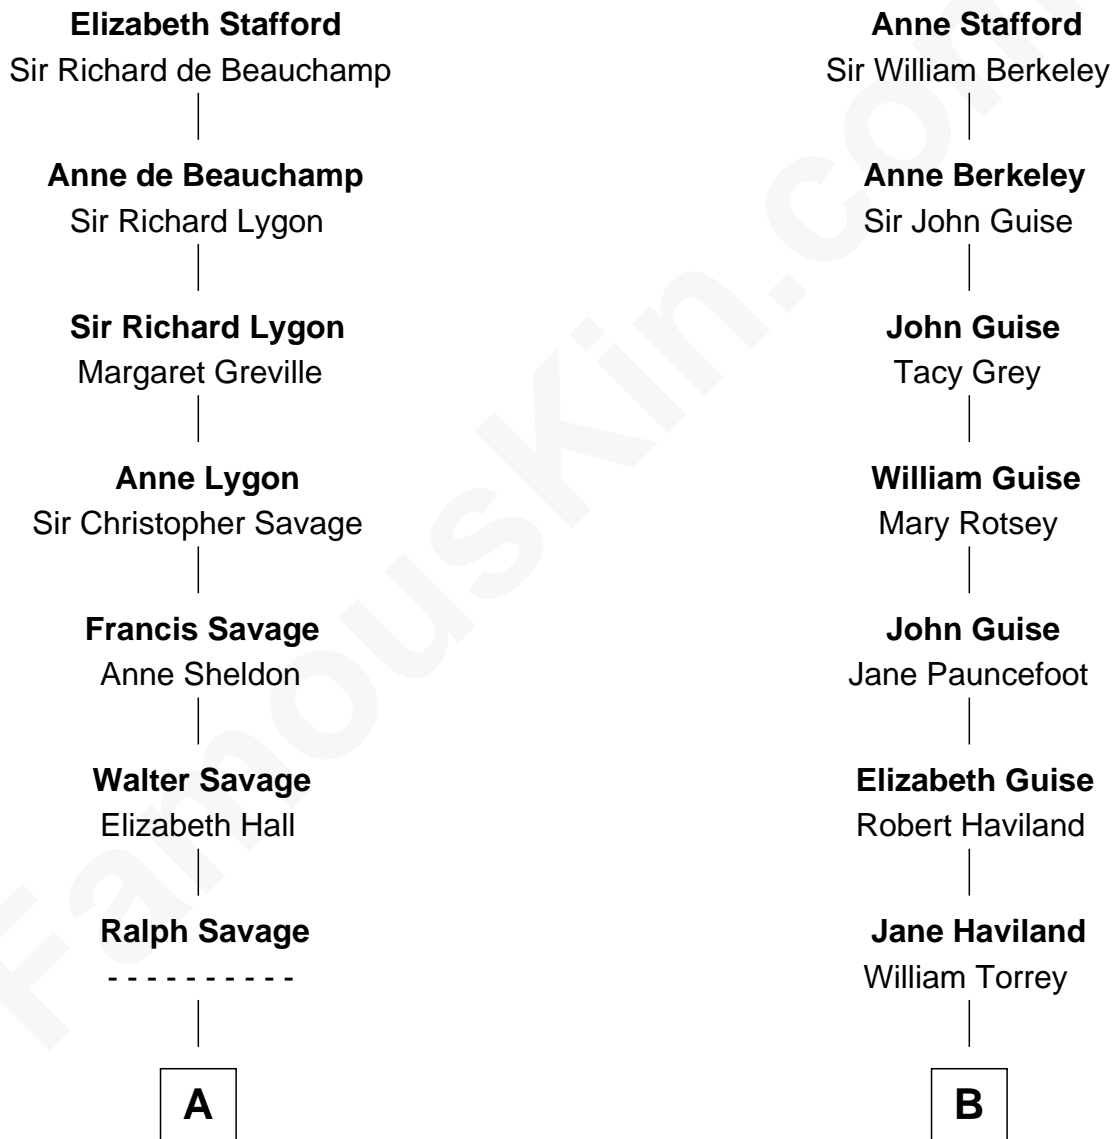 Elizabeth Stafford
Sir Richard de Beauchamp
Anne de Beauchamp
Sir Richard Lygon
Sir Richard Lygon
Margaret Greville
Anne Lygon
Sir Christopher Savage
Francis Savage
Anne Sheldon
Walter Savage
Elizabeth Hall
Ralph Savage
- - - - - - - - - -
A
Anne Stafford
Sir William Berkeley
Anne Berkeley
Sir John Guise
John Guise
Tacy Grey
William Guise
Mary Rotsey
John Guise
Jane Pauncefoot
Elizabeth Guise
Robert Haviland
Jane Haviland
William Torrey
B
FamousKin.com